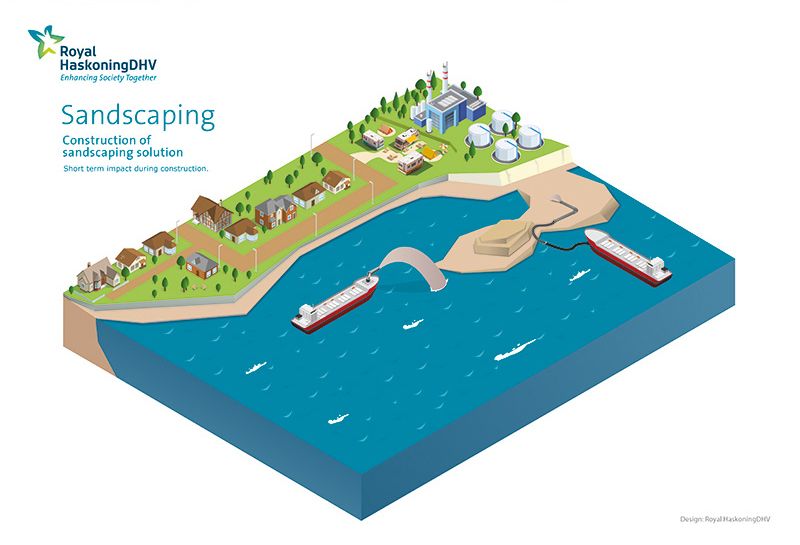 Royal
HaskoningDHV
Enhancing Society Together
Sandscaping
Construction of
sandscaping solution
Short term impact during construction.
Design: Royal HaskoningDHV